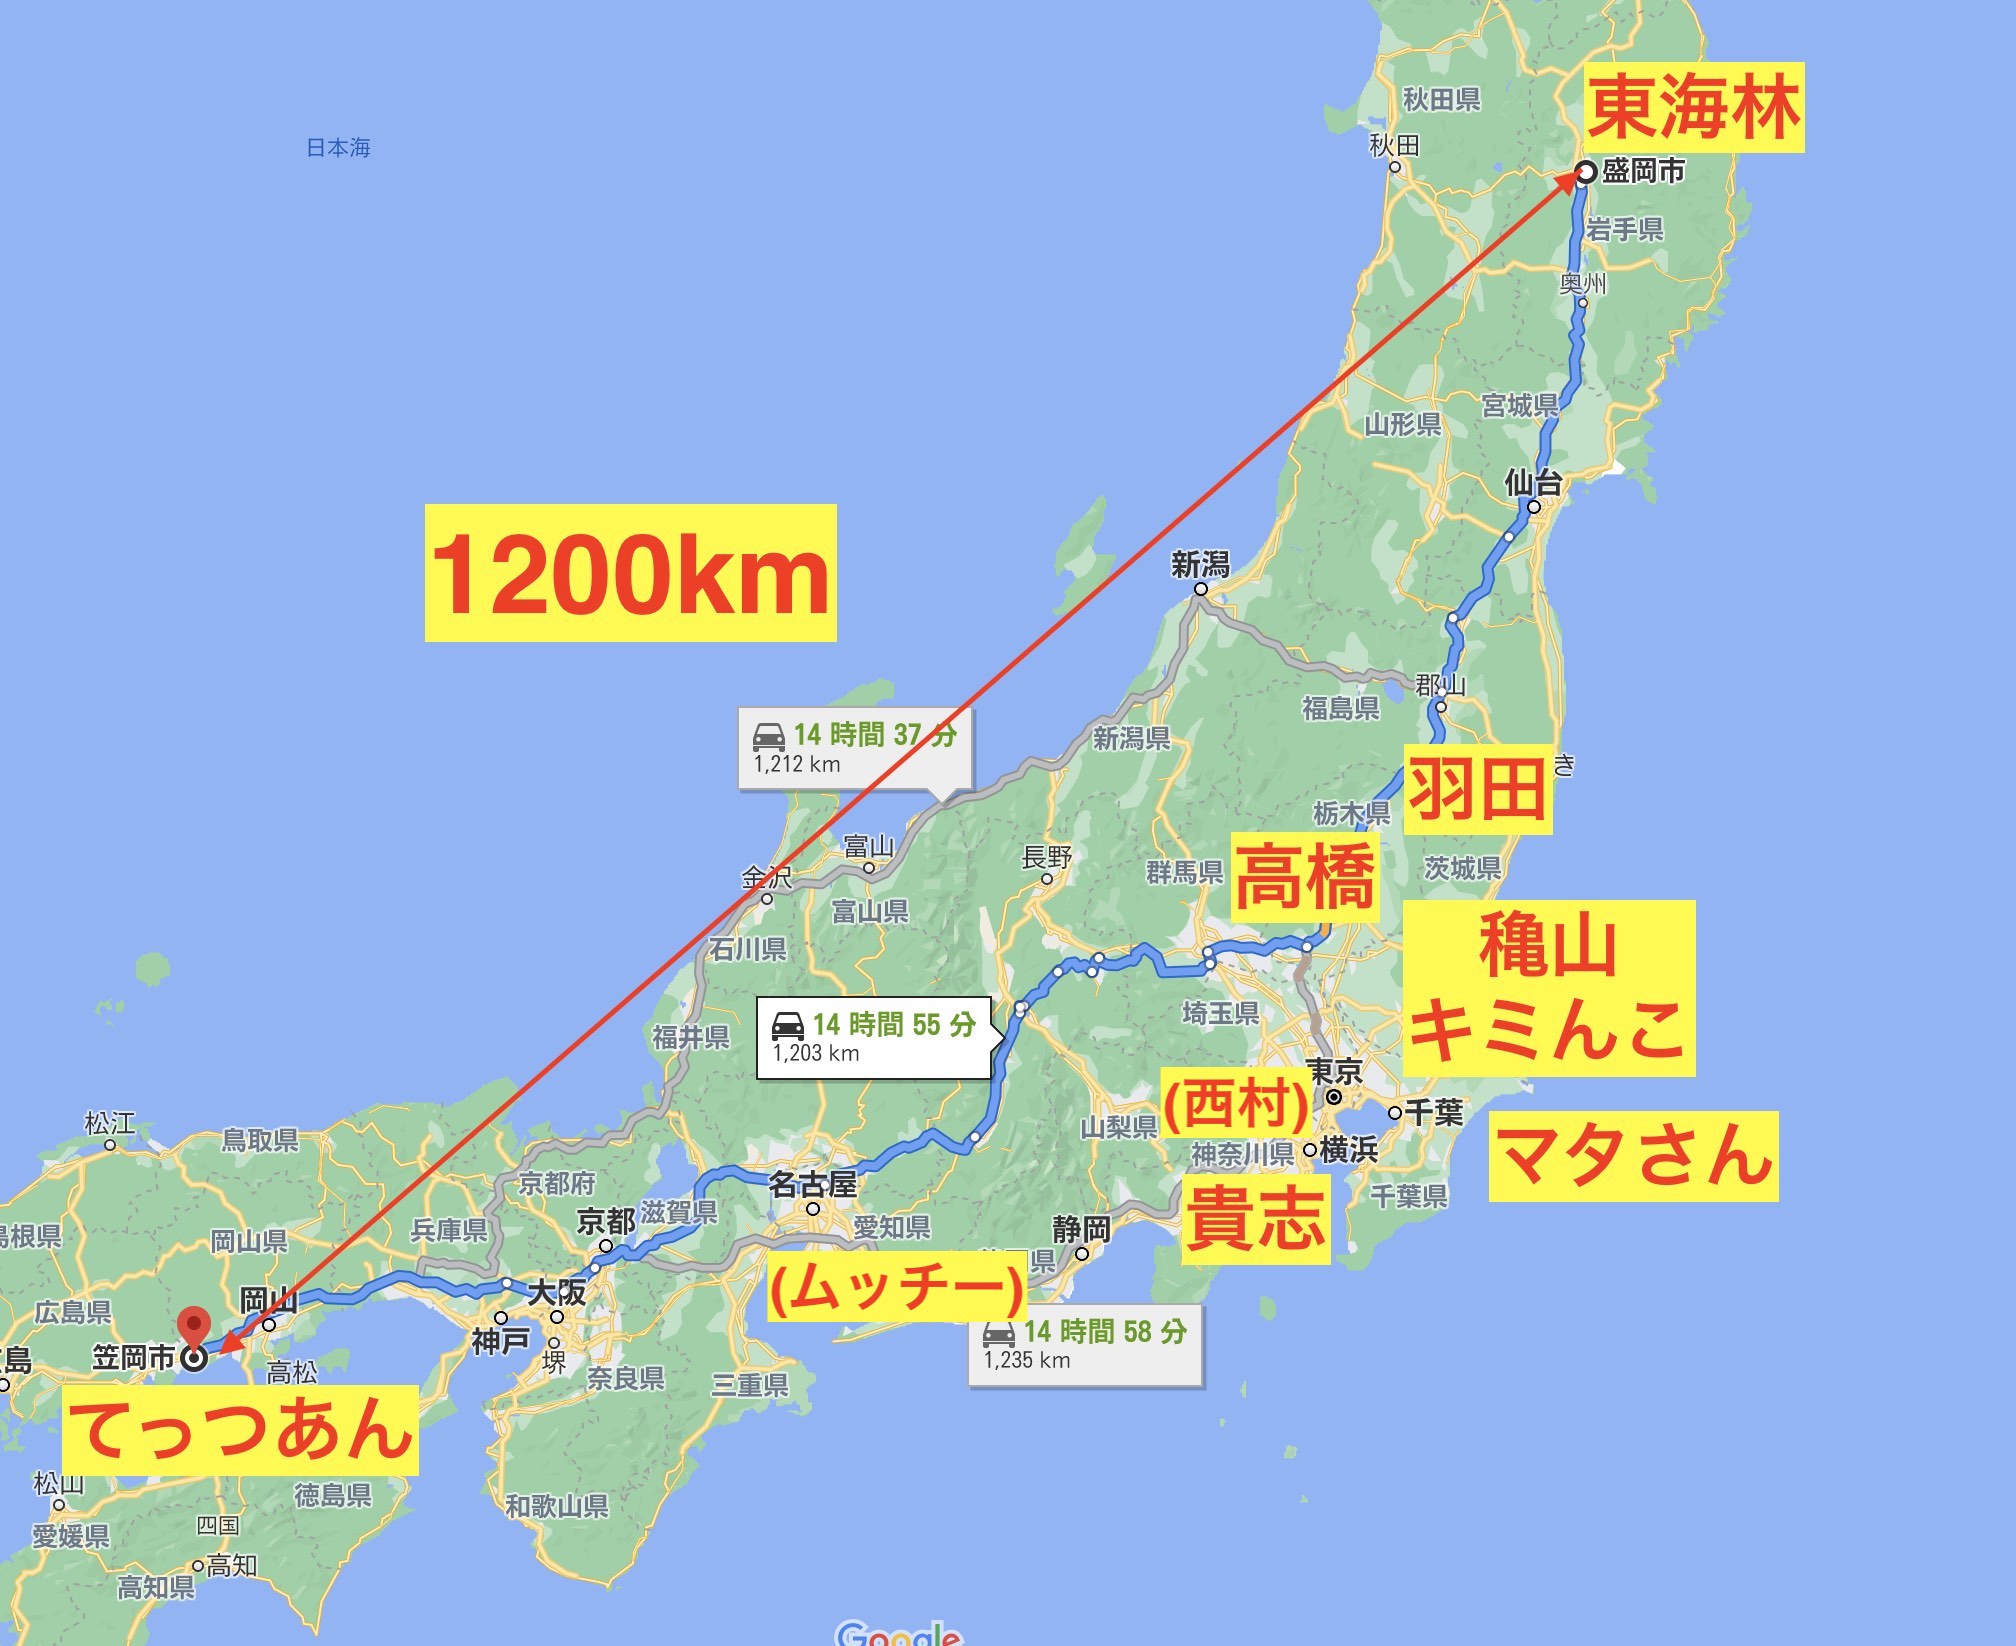 東海林
秋田県
日本海
秋田
盛岡市
岩手県
奥州
宮城県
山形県
仙台
1200km
新潟
郡山
福島県
14 時間 37 分
1,212 km
新潟県
羽田
き
栃木県
富山
長野
群馬県
高橋
茨城県
金沢
富山県
石川県
穐山
キミんこ
埼玉県
14 時間 55 分
1,203 km
福井県
東京
(西村)
千葉
松江
鳥取県
山梨県
神奈川県
横浜
マタさん
京都府
名古屋
千葉県
貴志
滋賀県
京都
兵庫県
岡山県
島根県
愛知県
静岡
県
(ムッチー)
大阪
岡山
広島県
神戸
14 時間 58 分
1,235 km
笠岡市
島
高松
堺
奈良県
三重県
てっつあん
松山
徳島県
和歌山県
四国
愛媛県
高知
高知県
Google